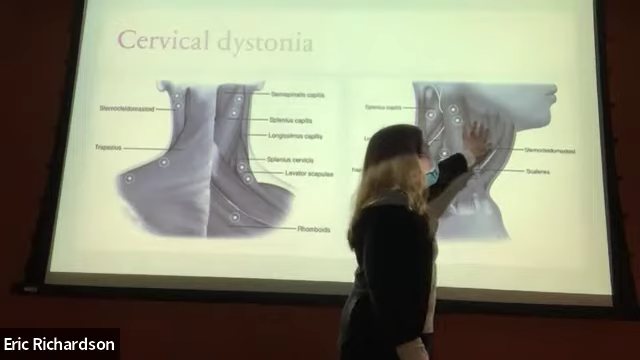 Cervical dystonia
Semispinalis capitis
Sternocleidomastoid
Splenius capitis
Longissimus capitis
Trapezius
Splenius cervicis
Levator scapulae
Rhomboids
Splenius capitis
Sternocleidomastoid
Scalenes
Eric Richardson